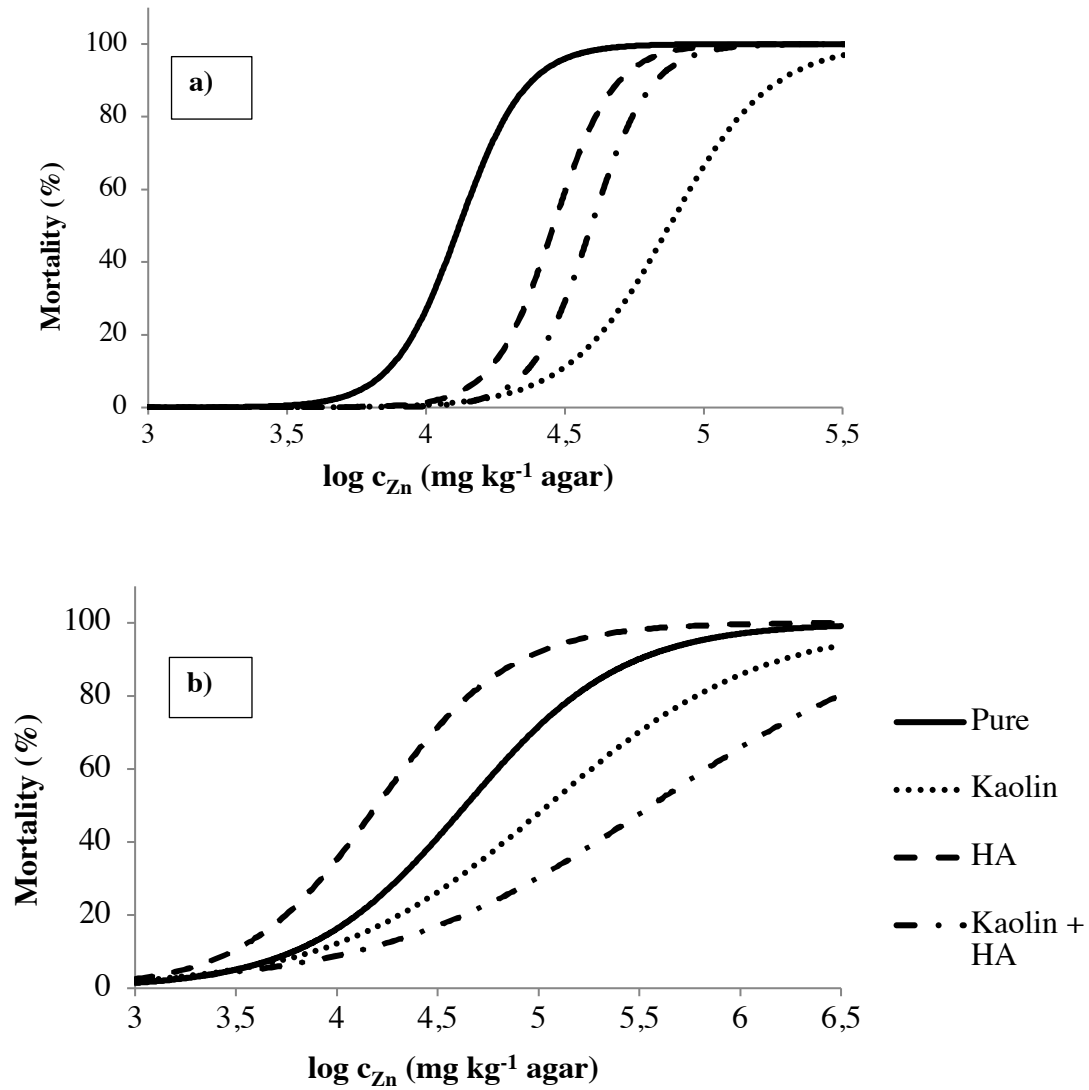 a)
Mortality (%)
100
80
60
40
20
0
3
3,5
4
4,5
5
5,5
log cZn (mg kg-1 agar)
b)
Mortality (%)
100
80
60
40
20
0
3
3,5
4
4,5
5
5,5
6
6,5
log cZn (mg kg-1 agar)
Pure
Kaolin
HA
Kaolin +
HA